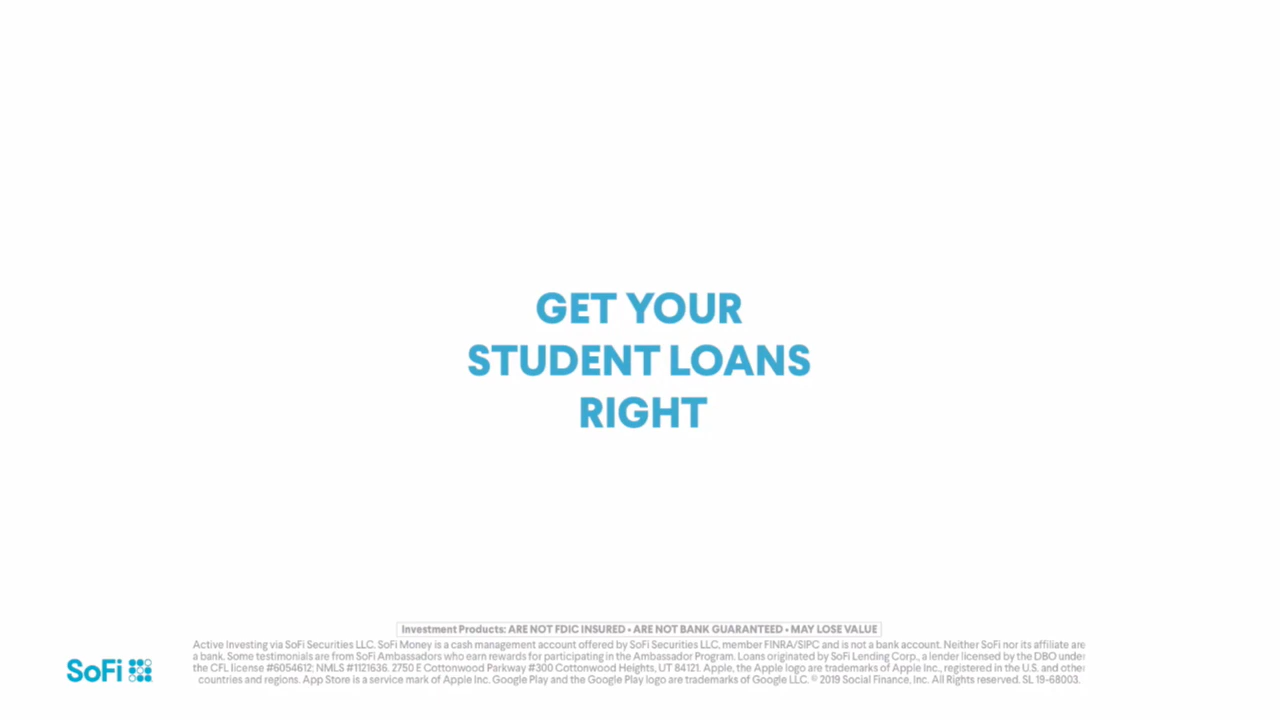 GET YOUR
STUDENT LOANS
RIGHT
Investment Products: ARE NOT FDIC INSURED • ARE NOT BANK GUARANTEED • MAY LOSE VALUE
Active Investing via SoFi Securities LLC. SoFi Money is a cash management account offered by SoFi Securities LLC, member FINRA/SIPC and is not a bank account. Neither SoFi nor its affiliate are
a bank. Some testimonials are from SoFi Ambassadors who earn rewards for participating in the Ambassador Program. Loans originated by SoFi Lending Corp., a lender licensed by the DBO under
the CFL license #6054612; NMLS #1121636. 2750 E Cottonwood Parkway #300 Cottonwood Heights, UT 84121. Apple, the Apple logo are trademarks of Apple Inc., registered in the U.S. and other
countries and regions. App Store is a service mark of Apple Inc. Google Play and the Google Play logo are trademarks of Google LLC. © 2019 Social Finance, Inc. All Rights reserved. SL 19-68003.
SoFi